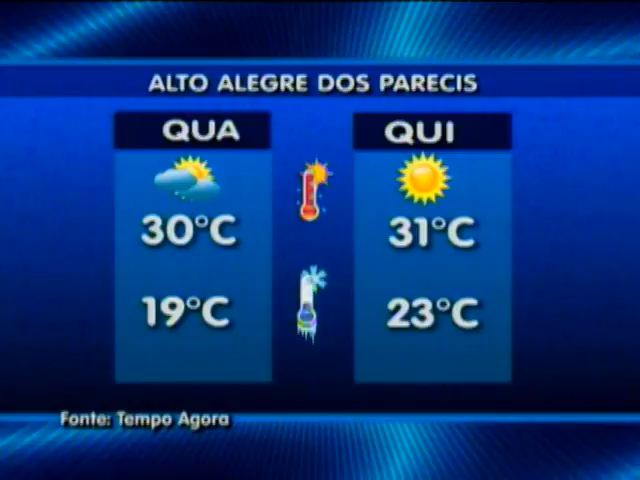 ALTO ALEGRE DOS PARECIS
QUA
QUI
30°C
31°C
19°C
23°C
Fonte: Tempo Agora